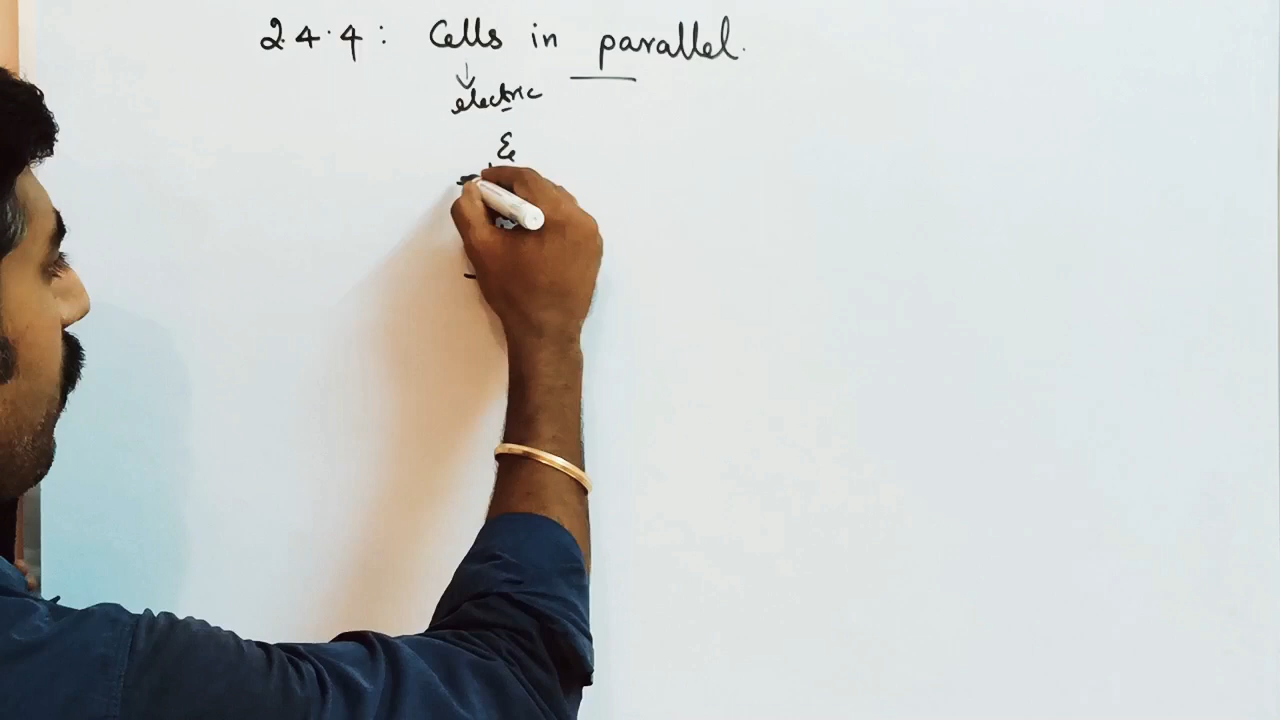 2.4.4: Cells in parallel.
electric
ξ